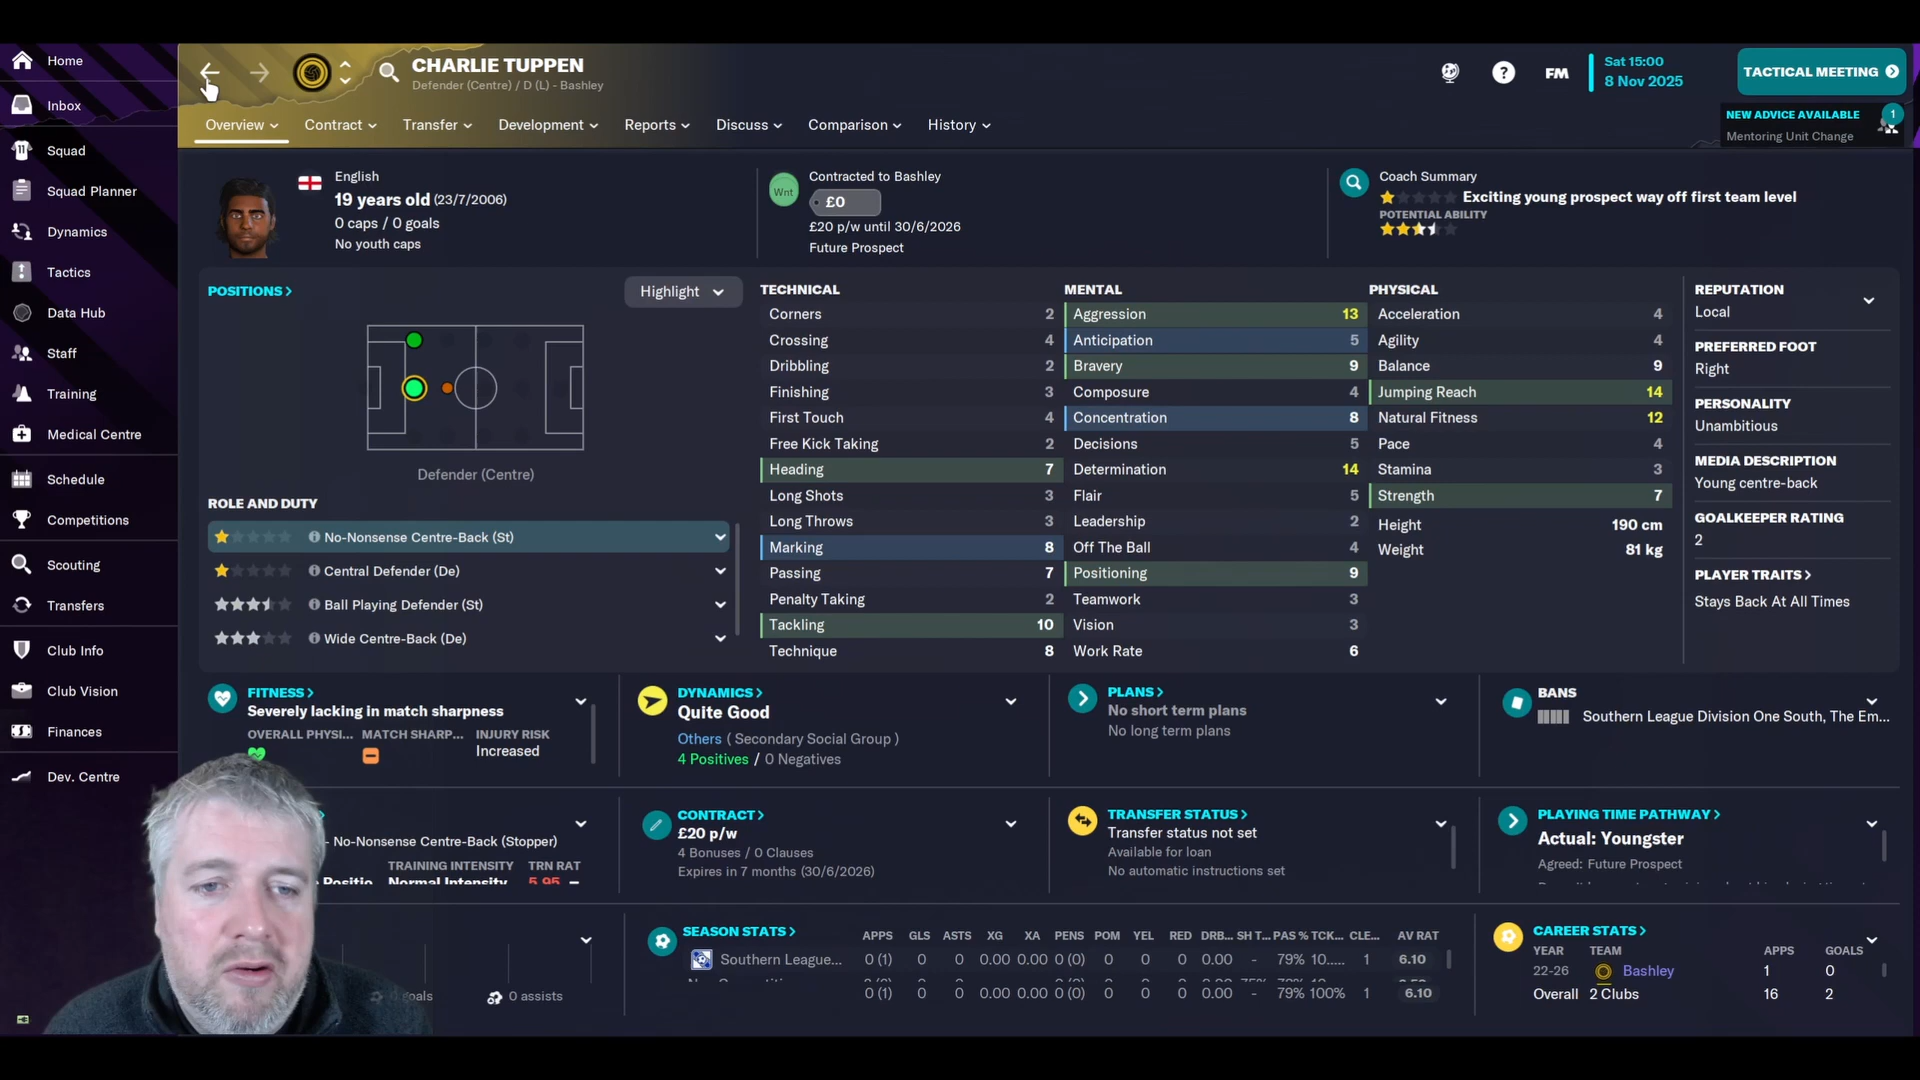 Home
Inbox
Squad
Squad Planner
Dynamics
Tactics
Data Hub
Staff
Training
Medical Centre
Schedule
Competitions
Scouting
Transfers
Club Info
Club Vision
Finances
Dev. Centre
CHARLIE TUPPEN
Defender (Centre) / D (L) - Bashley
FM
Sat 15:00
8 Nov 2025
TACTICAL MEETING
NEW ADVICE AVAILABLE 1
Mentoring Unit Change
Overview Contract Transfer Development Reports Discuss Comparison History
English
19 years old (23/7/2006)
0 caps / 0 goals
No youth caps
Wnt
Contracted to Bashley
£0
£20 p/w until 30/6/2026
Future Prospect
Coach Summary
Exciting young prospect way off first team level
POTENTIAL ABILITY
POSITIONS >
Highlight
Defender (Centre)
ROLE AND DUTY
No-Nonsense Centre-Back (St)
Central Defender (De)
Ball Playing Defender (St)
Wide Centre-Back (De)
TECHNICAL
Corners 2
Crossing 4
Dribbling 2
Finishing 3
First Touch 4
Free Kick Taking 2
Heading 7
Long Shots 3
Long Throws 3
Marking 8
Passing 7
Penalty Taking 2
Tackling 10
Technique 8
MENTAL
Aggression 13
Anticipation 5
Bravery 9
Composure 4
Concentration 8
Decisions 5
Determination 14
Flair 5
Leadership 2
Off The Ball 4
Positioning 9
Teamwork 3
Vision 3
Work Rate 6
PHYSICAL
Acceleration 4
Agility 4
Balance 9
Jumping Reach 14
Natural Fitness 12
Pace 4
Stamina 3
Strength 7
Height 190 cm
Weight 81 kg
REPUTATION
Local
PREFERRED FOOT
Right
PERSONALITY
Unambitious
MEDIA DESCRIPTION
Young centre-back
GOALKEEPER RATING
2
PLAYER TRAITS >
Stays Back At All Times
FITNESS >
Severely lacking in match sharpness
OVERALL PHYSI... MATCH SHARP... INJURY RISK
Increased
DYNAMICS >
Quite Good
Others ( Secondary Social Group )
4 Positives / 0 Negatives
PLANS >
No short term plans
No long term plans
BANS
Southern League Division One South, The Em...
- No-Nonsense Centre-Back (Stopper)
TRAINING INTENSITY TRN RAT
Positio Normal Intensity 5.95 –
CONTRACT >
£20 p/w
4 Bonuses / 0 Clauses
Expires in 7 months (30/6/2026)
TRANSFER STATUS >
Transfer status not set
Available for loan
No automatic instructions set
PLAYING TIME PATHWAY >
Actual: Youngster
Agreed: Future Prospect
goals 0 assists
SEASON STATS > APPS GLS ASTS XG XA PENS POM YEL RED DRB... SH T... PAS % TCK... CLE... AV RAT
Southern League... 0 (1) 0 0 0.00 0.00 0 (0) 0 0 0 0.00 - 79% 10..... 1 6.10
0 (1) 0 0 0.00 0.00 0 (0) 0 0 0 0.00 - 79% 100% 1 6.10
CAREER STATS >
YEAR TEAM APPS GOALS
22-26 Bashley 1 0
Overall 2 Clubs 16 2